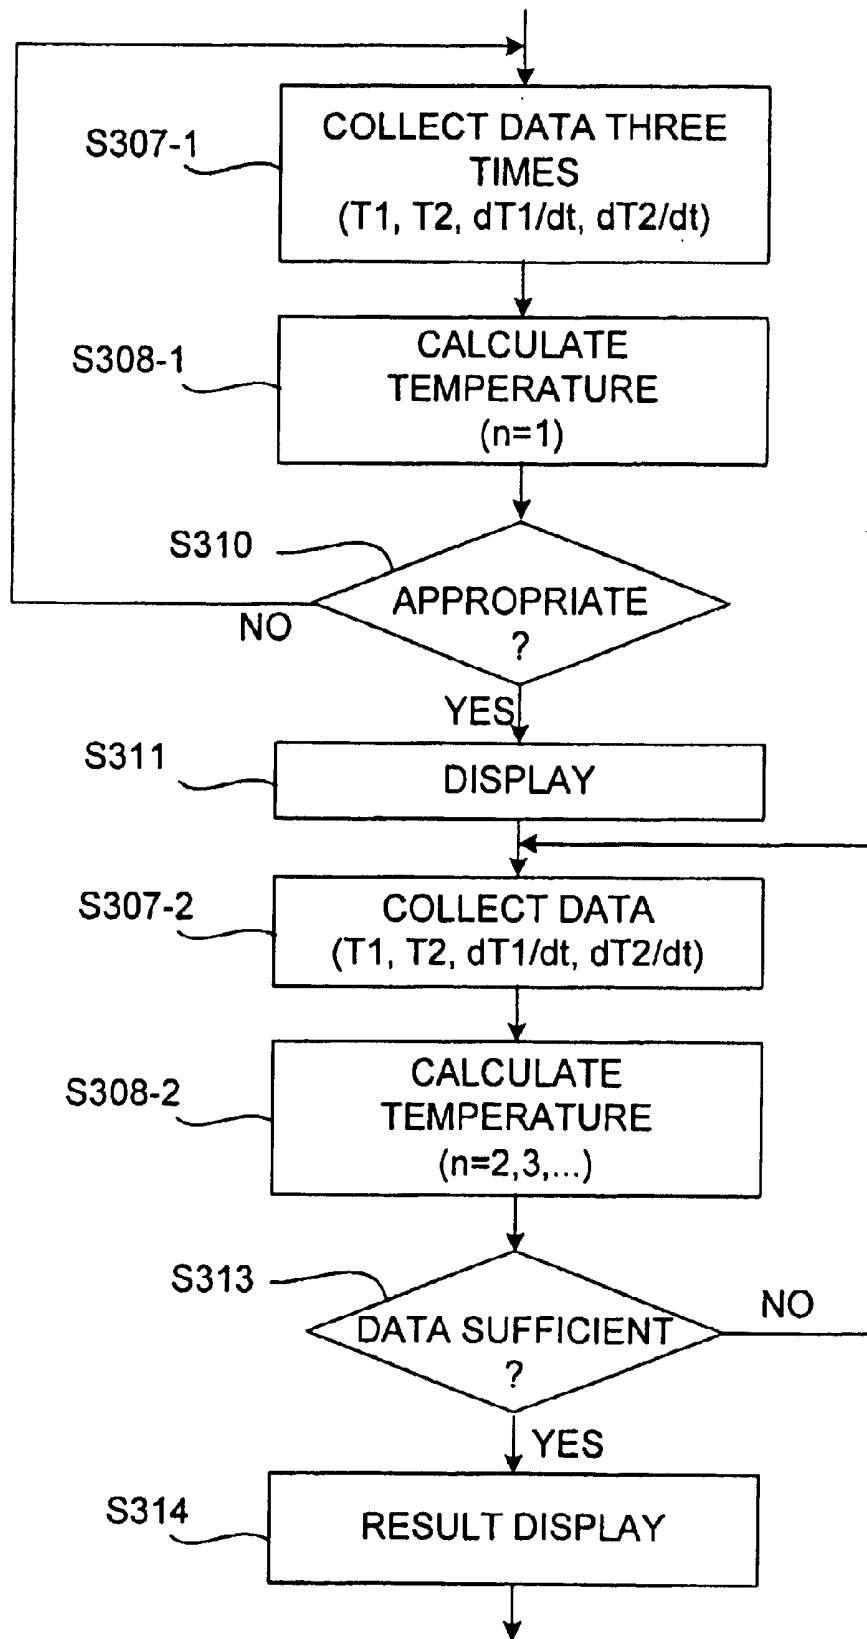 S307-1
COLLECT DATA THREE
TIMES
(T1, T2, dT1/dt, dT2/dt)
S308-1
CALCULATE
TEMPERATURE
(n=1)
S310
APPROPRIATE
?
NO
YES
S311
DISPLAY
S307-2
COLLECT DATA
(T1, T2, dT1/dt, dT2/dt)
S308-2
CALCULATE
TEMPERATURE
(n=2,3,...)
S313
DATA SUFFICIENT
?
NO
YES
S314
RESULT DISPLAY